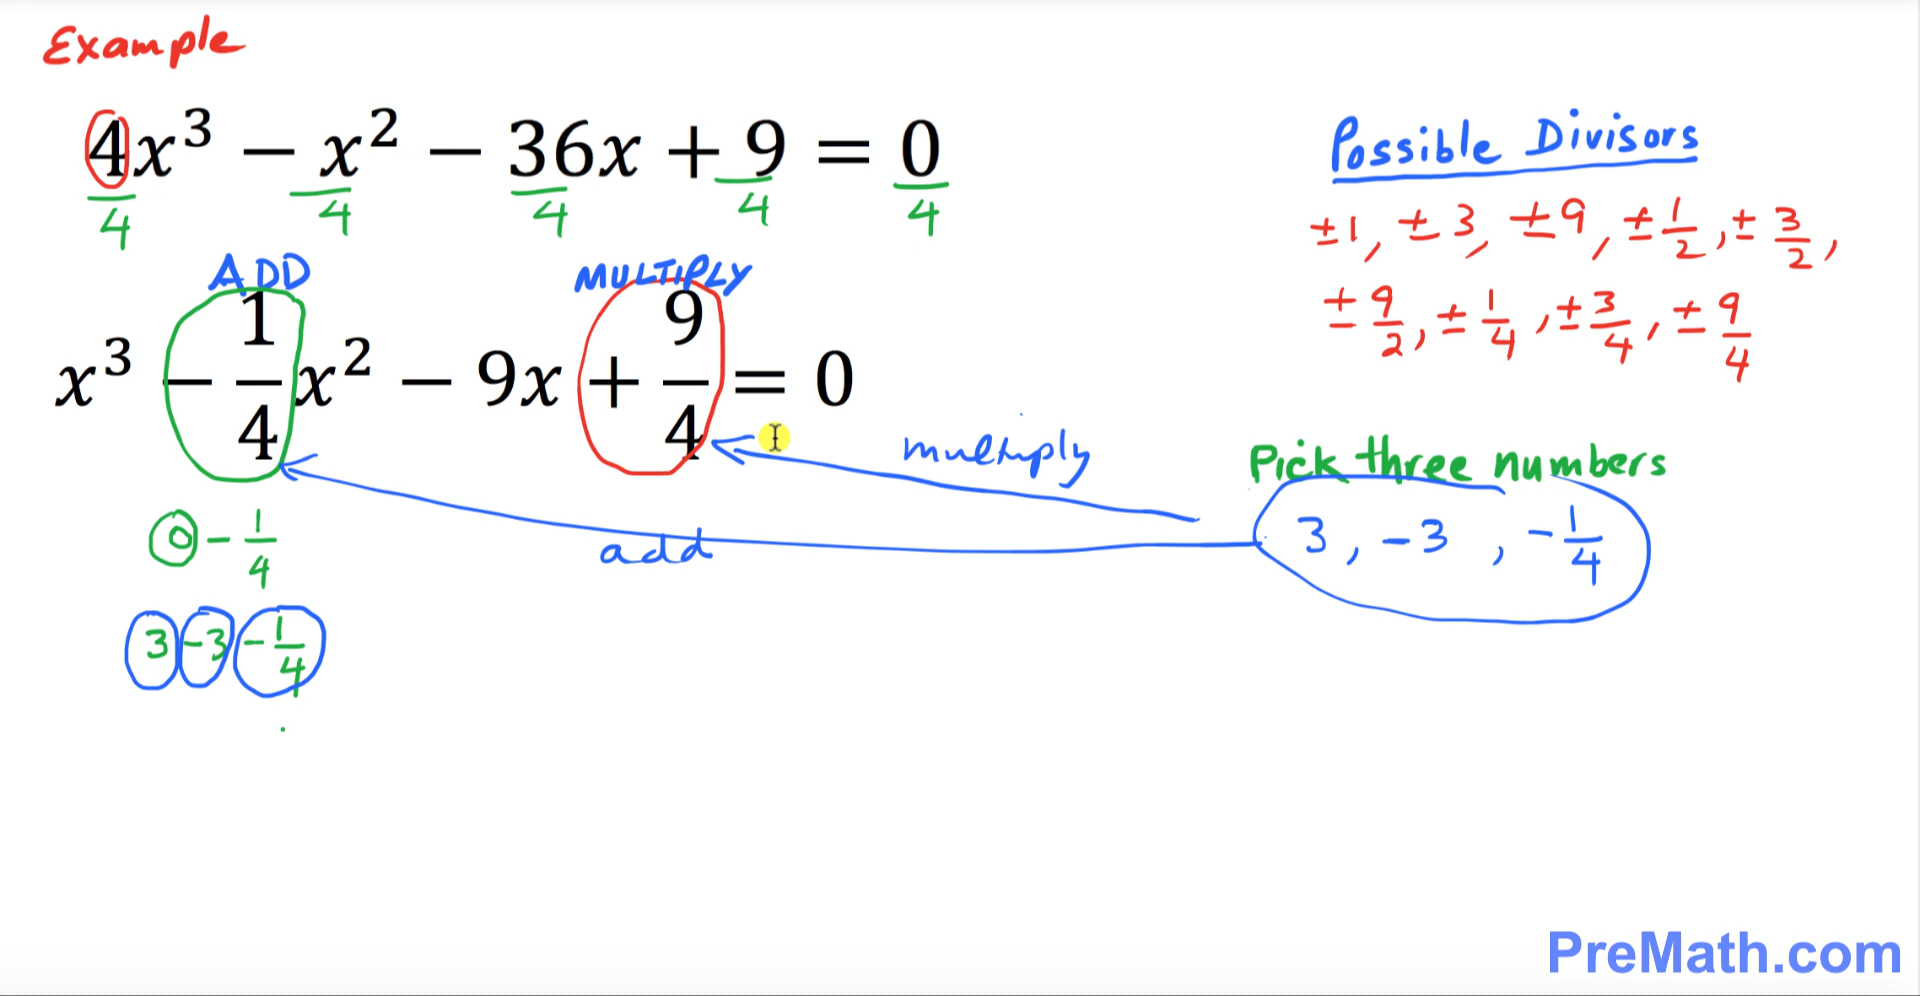 Example
4x³ − x² − 36x + 9 = 0
4 4 4 4 4
ADD MULTIPLY
x³ − 1/4 x² − 9x + 9/4 = 0
0 − 1/4
3 −3 − 1/4
add
multiply
Possible Divisors
±1, ±3, ±9, ±1/2, ±3/2,
±9/2, ±1/4, ±3/4, ±9/4
Pick three numbers
3, −3, −1/4
PreMath.com